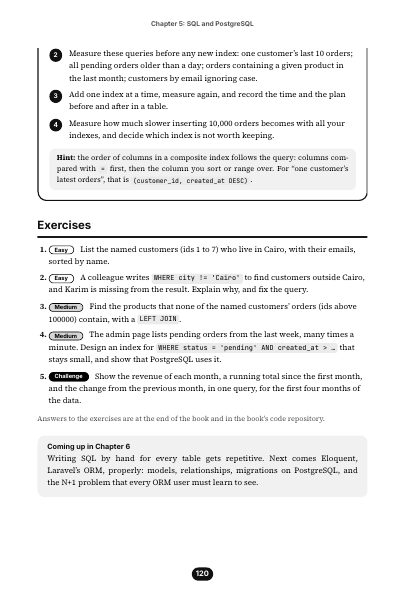 Chapter 5: SQL and PostgreSQL
2 Measure these queries before any new index: one customer's last 10 orders;
all pending orders older than a day; orders containing a given product in
the last month; customers by email ignoring case.
3 Add one index at a time, measure again, and record the time and the plan
before and after in a table.
4 Measure how much slower inserting 10,000 orders becomes with all your
indexes, and decide which index is not worth keeping.
Hint: the order of columns in a composite index follows the query: columns com-
pared with = first, then the column you sort or range over. For "one customer's
latest orders", that is (customer_id, created_at DESC).
Exercises
1. Easy List the named customers (ids 1 to 7) who live in Cairo, with their emails,
sorted by name.
2. Easy A colleague writes WHERE city != 'Cairo' to find customers outside Cairo,
and Karim is missing from the result. Explain why, and fix the query.
3. Medium Find the products that none of the named customers' orders (ids above
100000) contain, with a LEFT JOIN.
4. Medium The admin page lists pending orders from the last week, many times a
minute. Design an index for WHERE status = 'pending' AND created_at > … that
stays small, and show that PostgreSQL uses it.
5. Challenge Show the revenue of each month, a running total since the first month,
and the change from the previous month, in one query, for the first four months of
the data.
Answers to the exercises are at the end of the book and in the book's code repository.
Coming up in Chapter 6
Writing SQL by hand for every table gets repetitive. Next comes Eloquent,
Laravel's ORM, properly: models, relationships, migrations on PostgreSQL, and
the N+1 problem that every ORM user must learn to see.
120